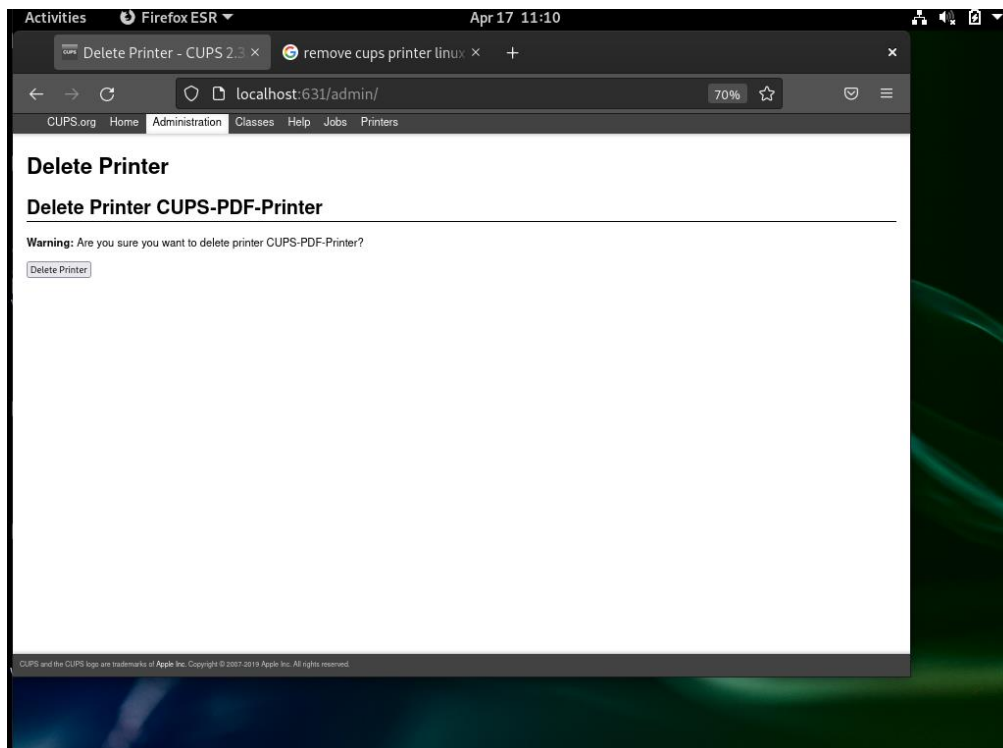 Activities Firefox ESR Apr 17 11:10
Delete Printer - CUPS 2.3 remove cups printer linux
localhost:631/admin/ 70%
CUPS.org Home Administration Classes Help Jobs Printers
Delete Printer
Delete Printer CUPS-PDF-Printer
Warning: Are you sure you want to delete printer CUPS-PDF-Printer?
Delete Printer
CUPS and the CUPS logo are trademarks of Apple Inc. Copyright © 2007-2019 Apple Inc. All rights reserved.